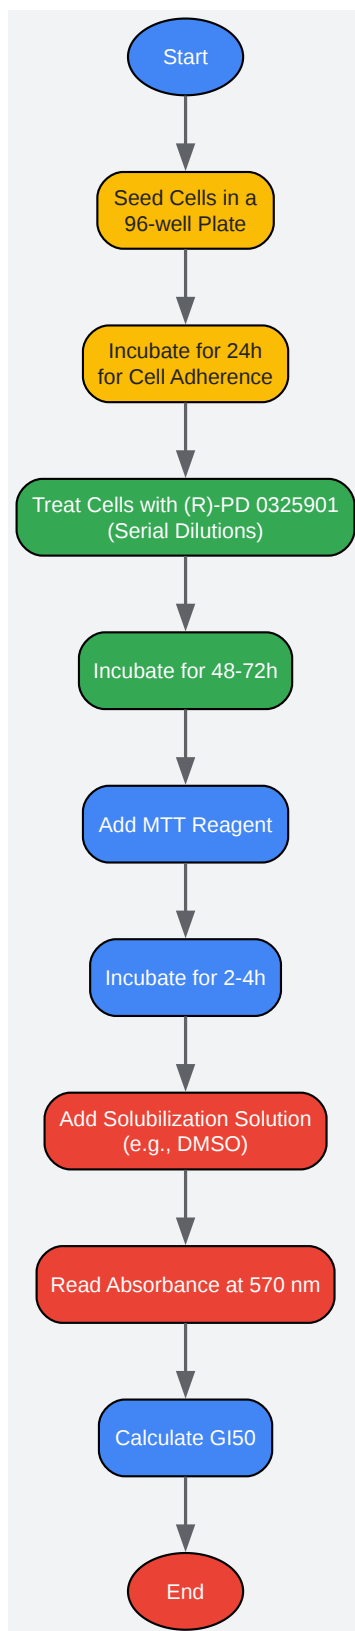 Start
Seed Cells in a
96-well Plate
Incubate for 24h
for Cell Adherence
Treat Cells with (R)-PD 0325901
(Serial Dilutions)
Incubate for 48-72h
Add MTT Reagent
Incubate for 2-4h
Add Solubilization Solution
(e.g., DMSO)
Read Absorbance at 570 nm
Calculate GI50
End